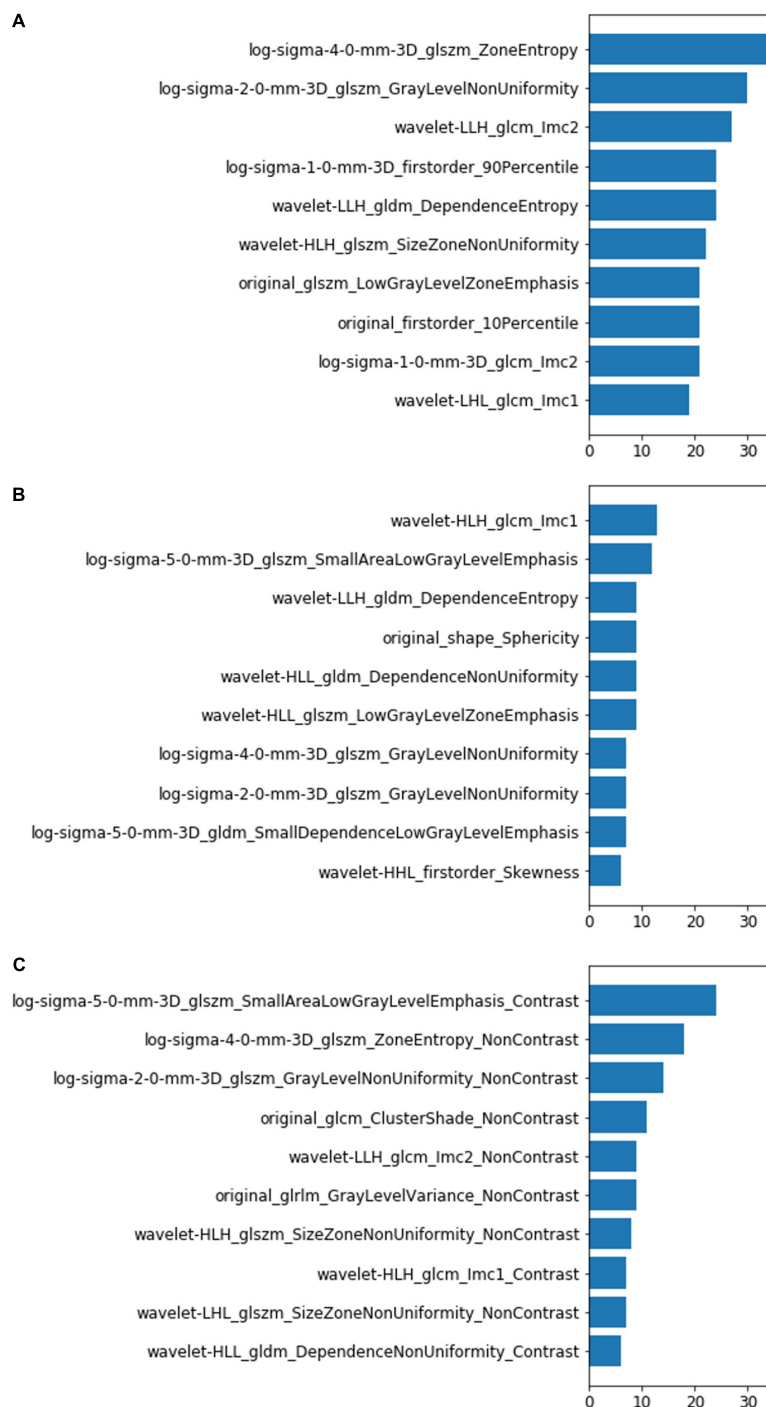 A
log-sigma-4-0-mm-3D_glszm_ZoneEntropy
log-sigma-2-0-mm-3D_glszm_GrayLevelNonUniformity
wavelet-LLH_glcm_Imc2
log-sigma-1-0-mm-3D_firstorder_90Percentile
wavelet-LLH_gldm_DependenceEntropy
wavelet-HLH_glszm_SizeZoneNonUniformity
original_glszm_LowGrayLevelZoneEmphasis
original_firstorder_10Percentile
log-sigma-1-0-mm-3D_glcm_Imc2
wavelet-LHL_glcm_Imc1
0 10 20 30
B
wavelet-HLH_glcm_Imc1
log-sigma-5-0-mm-3D_glszm_SmallAreaLowGrayLevelEmphasis
wavelet-LLH_gldm_DependenceEntropy
original_shape_Sphericity
wavelet-HLL_gldm_DependenceNonUniformity
wavelet-HLL_glszm_LowGrayLevelZoneEmphasis
log-sigma-4-0-mm-3D_glszm_GrayLevelNonUniformity
log-sigma-2-0-mm-3D_glszm_GrayLevelNonUniformity
log-sigma-5-0-mm-3D_gldm_SmallDependenceLowGrayLevelEmphasis
wavelet-HHL_firstorder_Skewness
0 10 20 30
C
log-sigma-5-0-mm-3D_glszm_SmallAreaLowGrayLevelEmphasis_Contrast
log-sigma-4-0-mm-3D_glszm_ZoneEntropy_NonContrast
log-sigma-2-0-mm-3D_glszm_GrayLevelNonUniformity_NonContrast
original_glcm_ClusterShade_NonContrast
wavelet-LLH_glcm_Imc2_NonContrast
original_glrlm_GrayLevelVariance_NonContrast
wavelet-HLH_glszm_SizeZoneNonUniformity_NonContrast
wavelet-HLH_glcm_Imc1_Contrast
wavelet-LHL_glszm_SizeZoneNonUniformity_NonContrast
wavelet-HLL_gldm_DependenceNonUniformity_Contrast
0 10 20 30